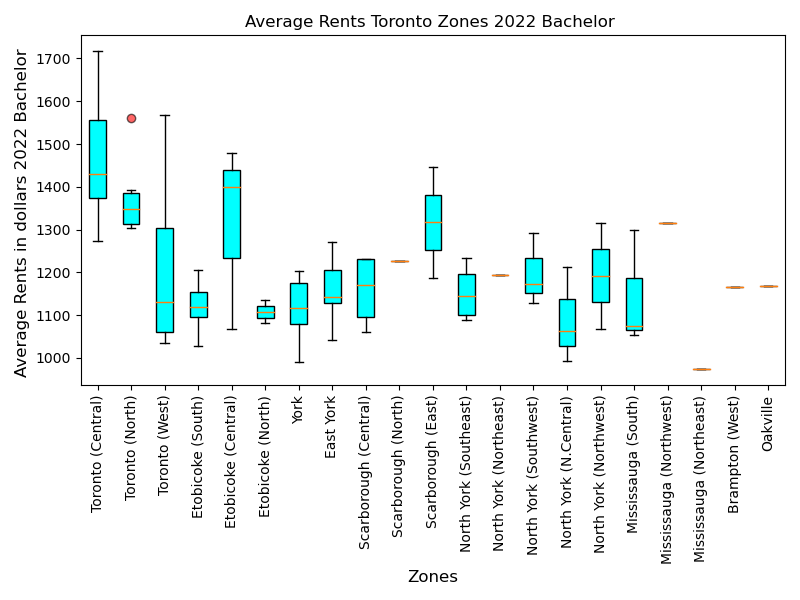 Average Rents Toronto Zones 2022 Bachelor
Average Rents in dollars 2022 Bachelor
1700
1600
1500
1400
1300
1200
1100
1000
Toronto (Central)
Toronto (North)
Toronto (West)
Etobicoke (South)
Etobicoke (Central)
Etobicoke (North)
York
East York
Scarborough (Central)
Scarborough (North)
Scarborough (East)
North York (Southeast)
North York (Northeast)
North York (Southwest)
North York (N.Central)
North York (Northwest)
Mississauga (South)
Mississauga (Northwest)
Mississauga (Northeast)
Brampton (West)
Oakville
Zones